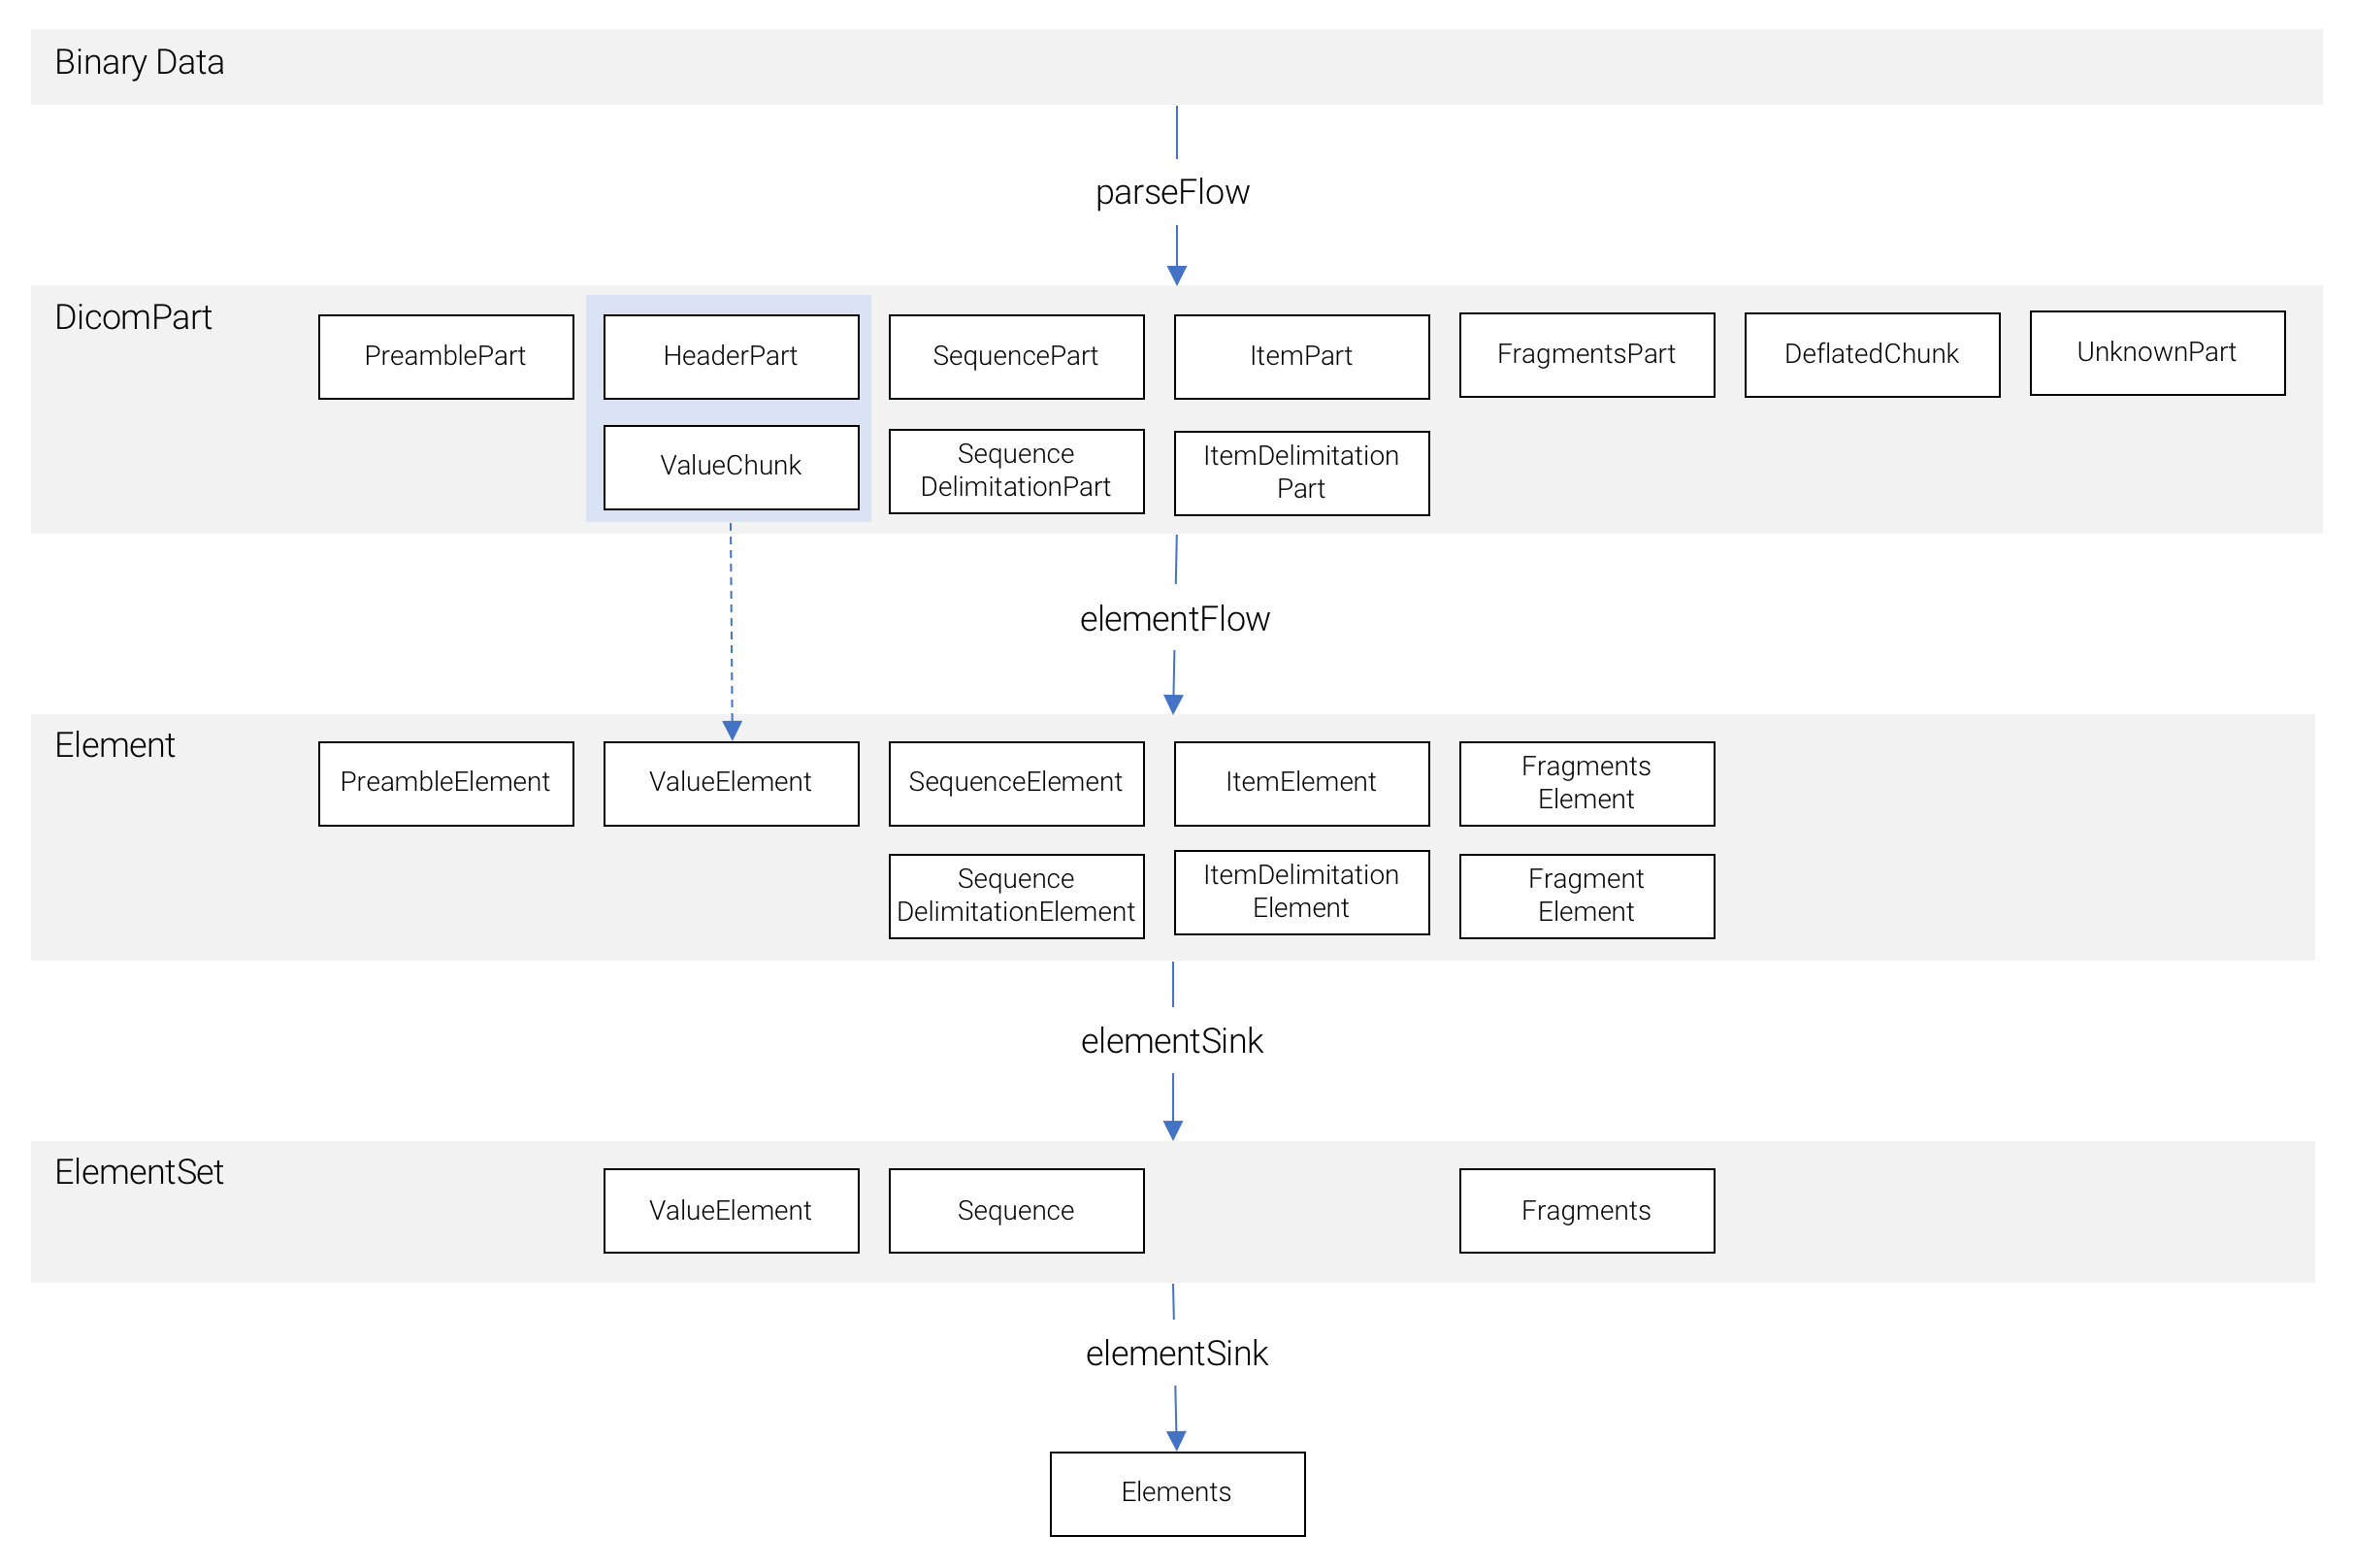 Binary Data
parseFlow
DicomPart
PreamblePart
HeaderPart
SequencePart
ItemPart
FragmentsPart
DeflatedChunk
UnknownPart
ValueChunk
Sequence
DelimitationPart
ItemDelimitation
Part
elementFlow
Element
PreambleElement
ValueElement
SequenceElement
ItemElement
Fragments
Element
Sequence
DelimitationElement
ItemDelimitation
Element
Fragment
Element
elementSink
ElementSet
ValueElement
Sequence
Fragments
elementSink
Elements